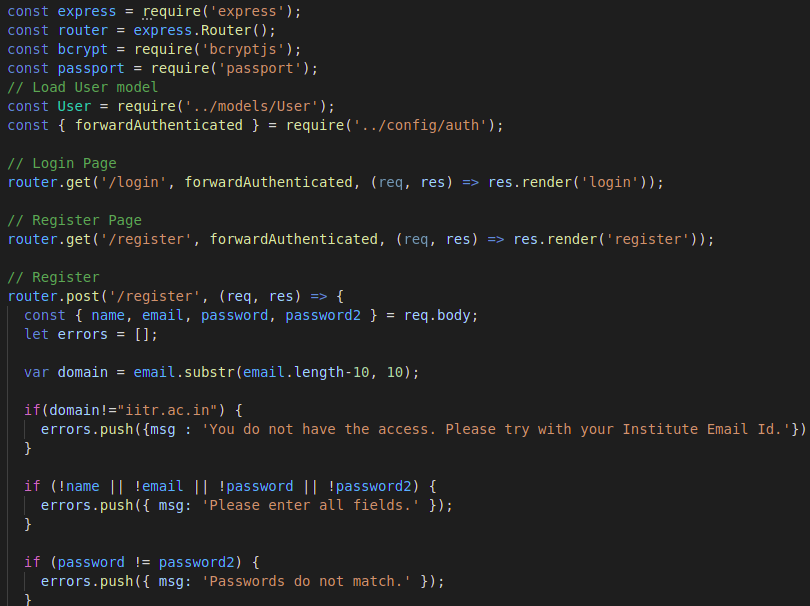 const express = require('express');
const router = express.Router();
const bcrypt = require('bcryptjs');
const passport = require('passport');
// Load User model
const User = require('../models/User');
const { forwardAuthenticated } = require('../config/auth');

// Login Page
router.get('/login', forwardAuthenticated, (req, res) => res.render('login'));

// Register Page
router.get('/register', forwardAuthenticated, (req, res) => res.render('register'));

// Register
router.post('/register', (req, res) => {
  const { name, email, password, password2 } = req.body;
  let errors = [];

  var domain = email.substr(email.length-10, 10);

  if(domain!="iitr.ac.in") {
    errors.push({msg : 'You do not have the access. Please try with your Institute Email Id.'})
  }

  if (!name || !email || !password || !password2) {
    errors.push({ msg: 'Please enter all fields.' });
  }

  if (password != password2) {
    errors.push({ msg: 'Passwords do not match.' });
  }